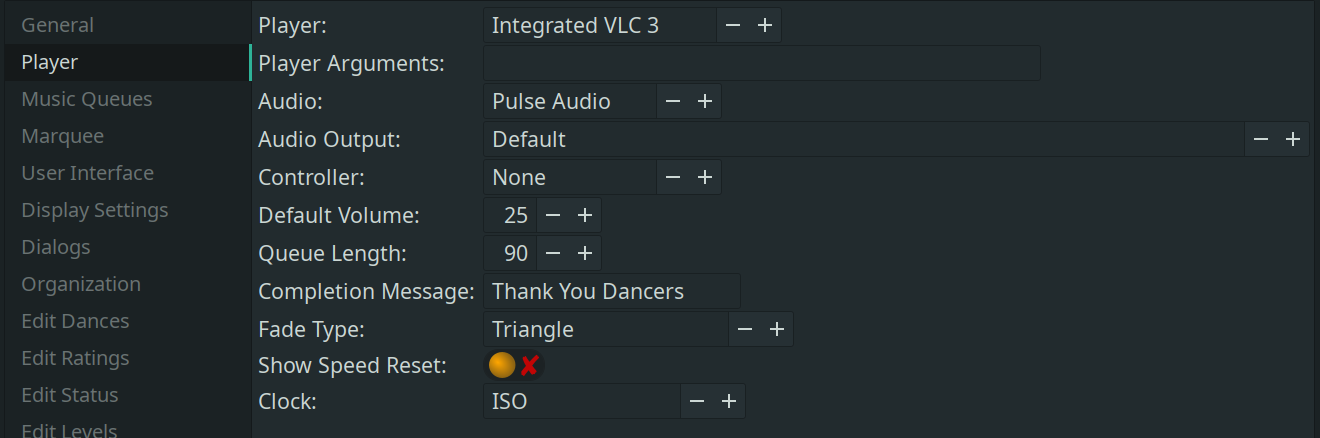 General
Player
Music Queues
Marquee
User Interface
Display Settings
Dialogs
Organization
Edit Dances
Edit Ratings
Edit Status
Edit Levels
Player: Integrated VLC 3
Player Arguments:
Audio: Pulse Audio
Audio Output: Default
Controller: None
Default Volume: 25
Queue Length: 90
Completion Message: Thank You Dancers
Fade Type: Triangle
Show Speed Reset:
Clock: ISO